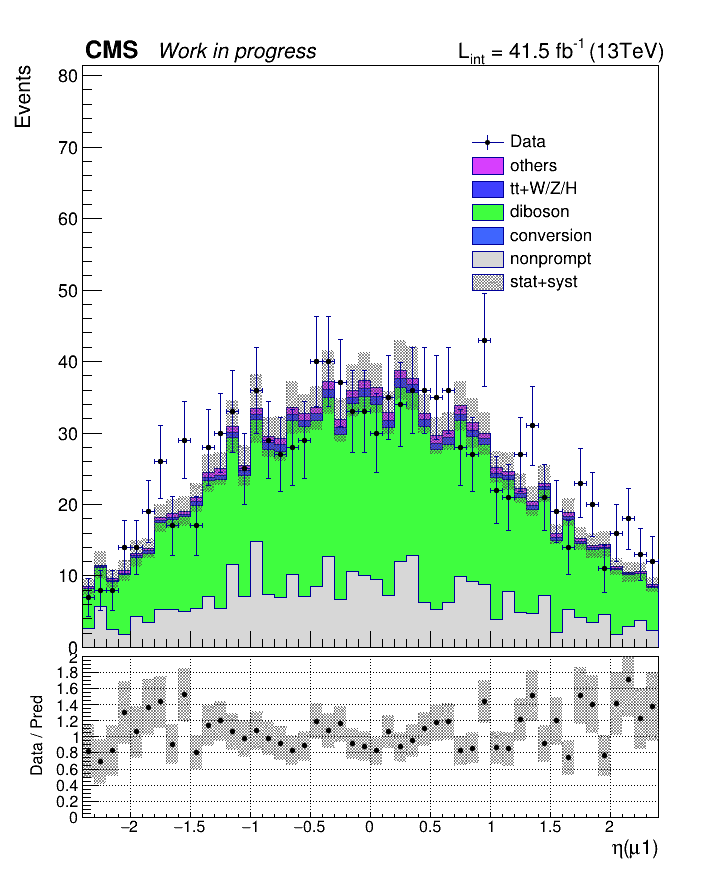 CMS Work in progress L_int = 41.5 fb^-1 (13TeV)
Events
80
70
60
50
40
30
20
10
0
Data
others
tt+W/Z/H
diboson
conversion
nonprompt
stat+syst
Data / Pred
2
1.8
1.6
1.4
1.2
1
0.8
0.6
0.4
0.2
0
−2 −1.5 −1 −0.5 0 0.5 1 1.5 2
η(μ1)